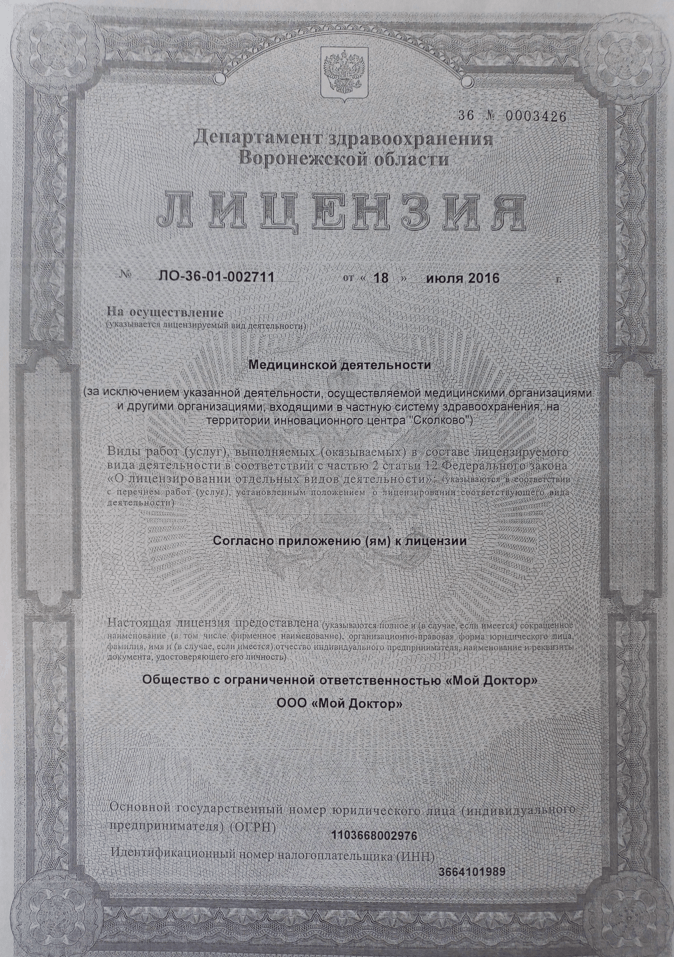 36 № 0003426
Департамент здравоохранения
Воронежской области
ЛИЦЕНЗИЯ
№ ЛО-36-01-002711 от « 18 » июля 2016 г.
На осуществление
(указывается лицензируемый вид деятельности)
Медицинской деятельности
(за исключением указанной деятельности, осуществляемой медицинскими организациями
и другими организациями, входящими в частную систему здравоохранения, на
территории инновационного центра "Сколково")
Виды работ (услуг), выполняемых (оказываемых) в составе лицензируемого
вида деятельности в соответствии с частью 2 статьи 12 Федерального закона
«О лицензировании отдельных видов деятельности»: (указываются в соответствии
с перечнем работ (услуг), установленным положением о лицензировании соответствующего вида
деятельности)
Согласно приложению (ям) к лицензии
Настоящая лицензия предоставлена (указываются полное и (в случае, если имеется) сокращенное
наименование (в том числе фирменное наименование), организационно-правовая форма юридического лица,
фамилия, имя и (в случае, если имеется) отчество индивидуального предпринимателя, наименование и реквизиты
документа, удостоверяющего его личность)
Общество с ограниченной ответственностью «Мой Доктор»
ООО «Мой Доктор»
Основной государственный номер юридического лица (индивидуального
предпринимателя) (ОГРН)
1103668002976
Идентификационный номер налогоплательщика (ИНН)
3664101989